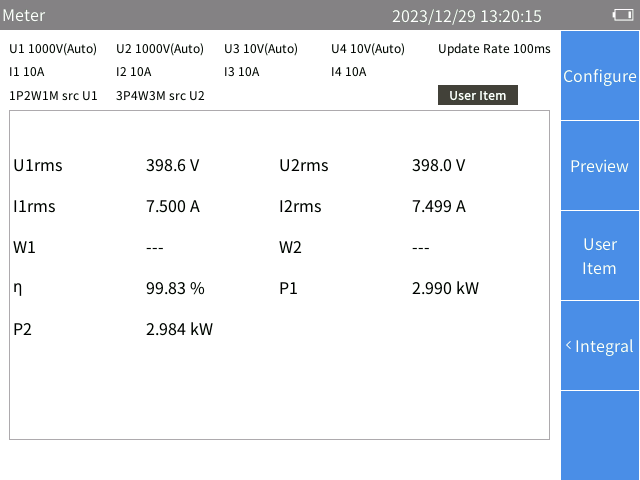 Meter 2023/12/29 13:20:15
U1 1000V(Auto) U2 1000V(Auto) U3 10V(Auto) U4 10V(Auto) Update Rate 100ms
I1 10A I2 10A I3 10A I4 10A
1P2W1M src U1 3P4W3M src U2 User Item
U1rms 398.6 V U2rms 398.0 V
I1rms 7.500 A I2rms 7.499 A
W1 --- W2 ---
η 99.83 % P1 2.990 kW
P2 2.984 kW
Configure
Preview
User
Item
< Integral